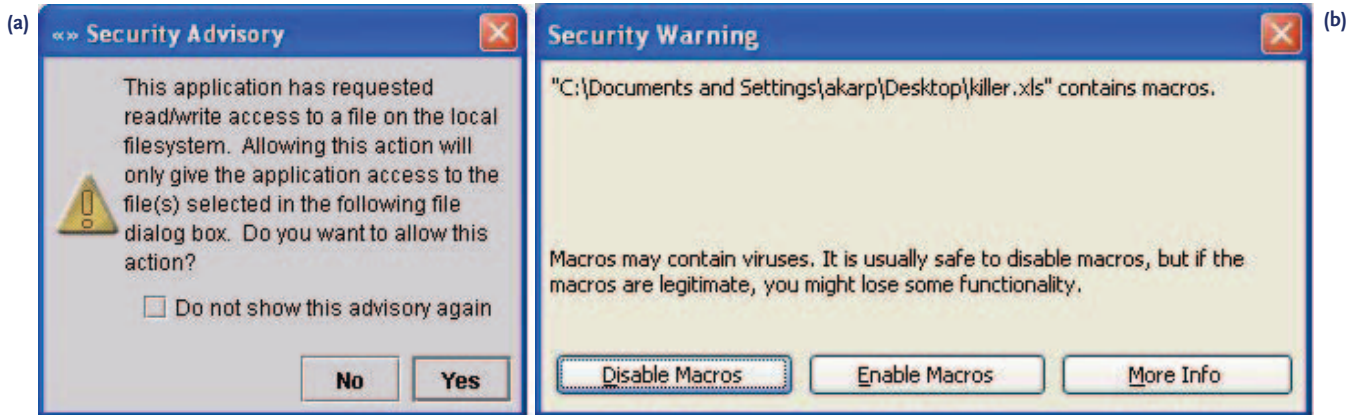 (a)
«» Security Advisory
This application has requested
read/write access to a file on the local
filesystem. Allowing this action will
only give the application access to the
file(s) selected in the following file
dialog box. Do you want to allow this
action?
Do not show this advisory again
No Yes
Security Warning
(b)
"C:\Documents and Settings\akarp\Desktop\killer.xls" contains macros.
Macros may contain viruses. It is usually safe to disable macros, but if the
macros are legitimate, you might lose some functionality.
Disable Macros Enable Macros More Info